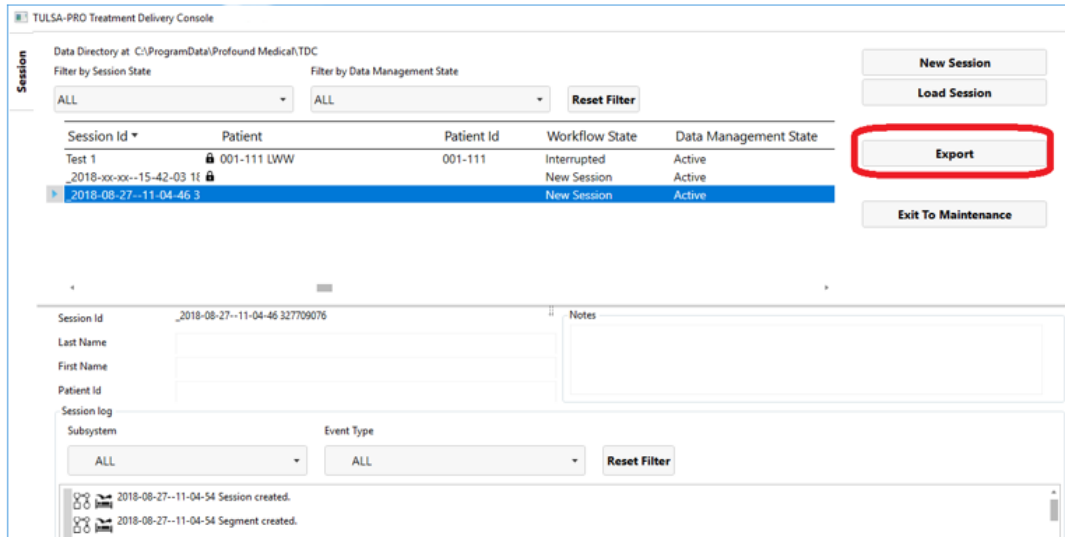 TULSA-PRO Treatment Delivery Console
Session
Data Directory at C:\ProgramData\Profound Medical\TDC
Filter by Session State
Filter by Data Management State
ALL
ALL
Reset Filter
New Session
Load Session
Export
Exit To Maintenance
Session Id Patient Patient Id Workflow State Data Management State
Test 1 001-111 LWW 001-111 Interrupted Active
_2018-xx-xx--15-42-03 18 New Session Active
_2018-08-27--11-04-46 3 New Session Active
Session Id _2018-08-27--11-04-46 327709076
Notes
Last Name
First Name
Patient Id
Session log
Subsystem Event Type
ALL ALL Reset Filter
2018-08-27--11-04-54 Session created.
2018-08-27--11-04-54 Segment created.